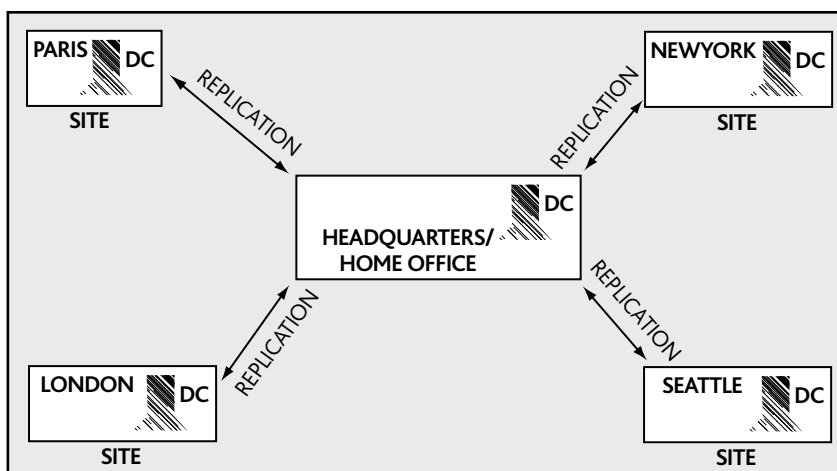 PARIS DC
SITE
REPLICATION
NEWYORK DC
SITE
REPLICATION
DC
HEADQUARTERS/
HOME OFFICE
REPLICATION
LONDON DC
SITE
REPLICATION
SEATTLE DC
SITE